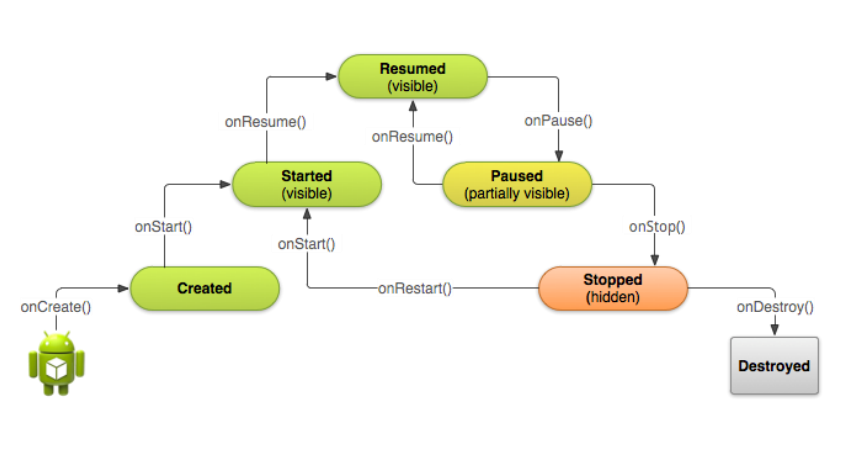 Resumed
(visible)
onResume()
onResume()
onPause()
Started
(visible)
Paused
(partially visible)
onStart()
onStart()
onStop()
Created
onRestart()
Stopped
(hidden)
onCreate()
onDestroy()
Destroyed